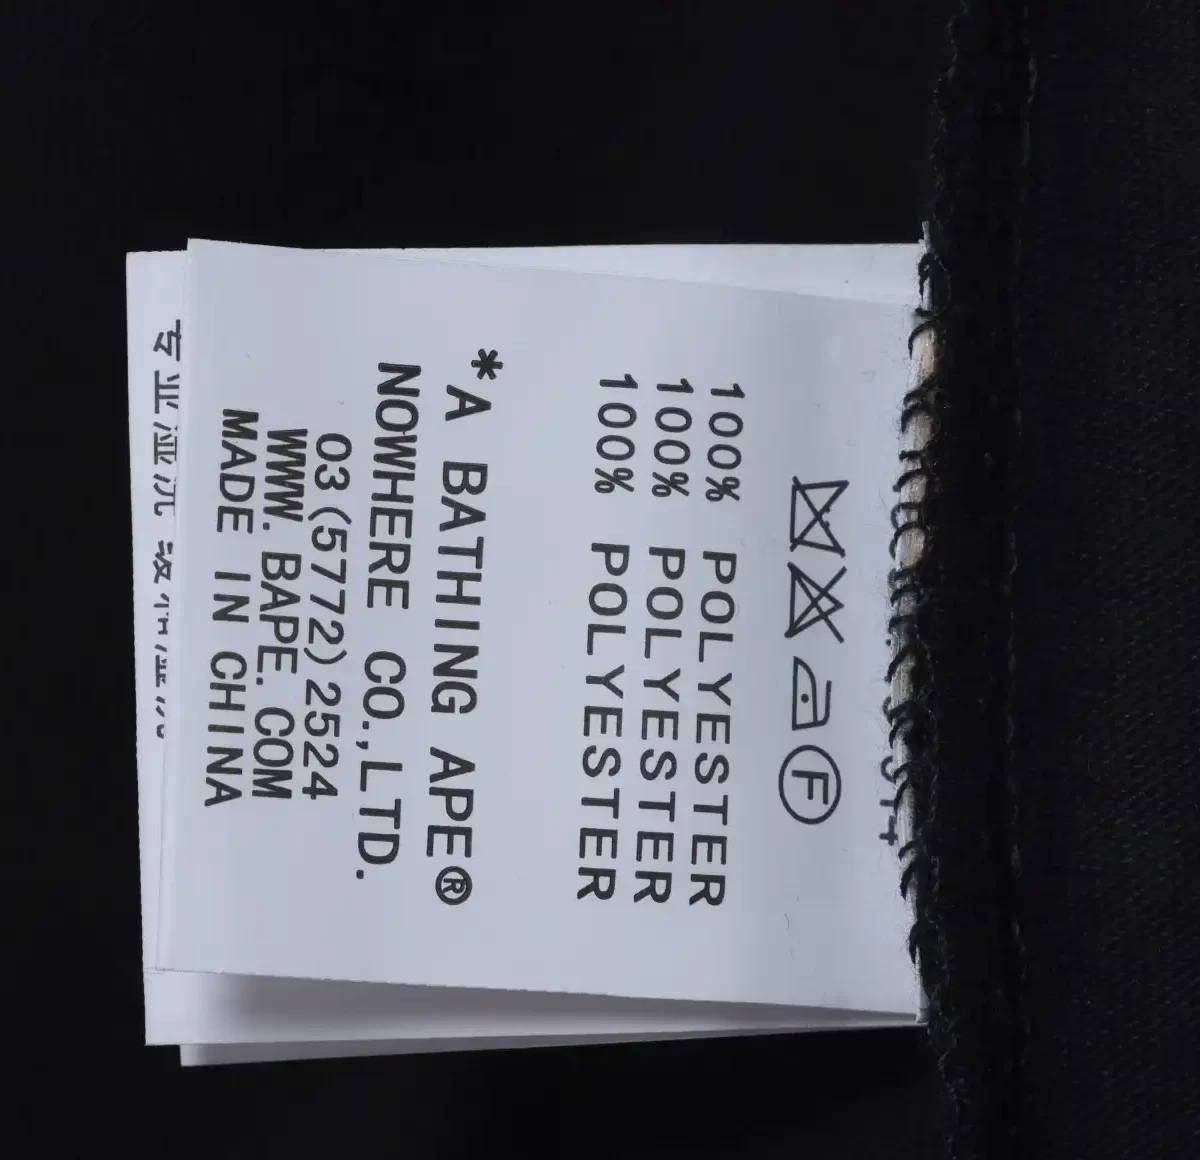 100% POLYESTER
100% POLYESTER
100% POLYESTER
*A BATHING APE®
NOWHERE CO.,LTD.
03(5772)2524
WWW.BAPE.COM
MADE IN CHINA